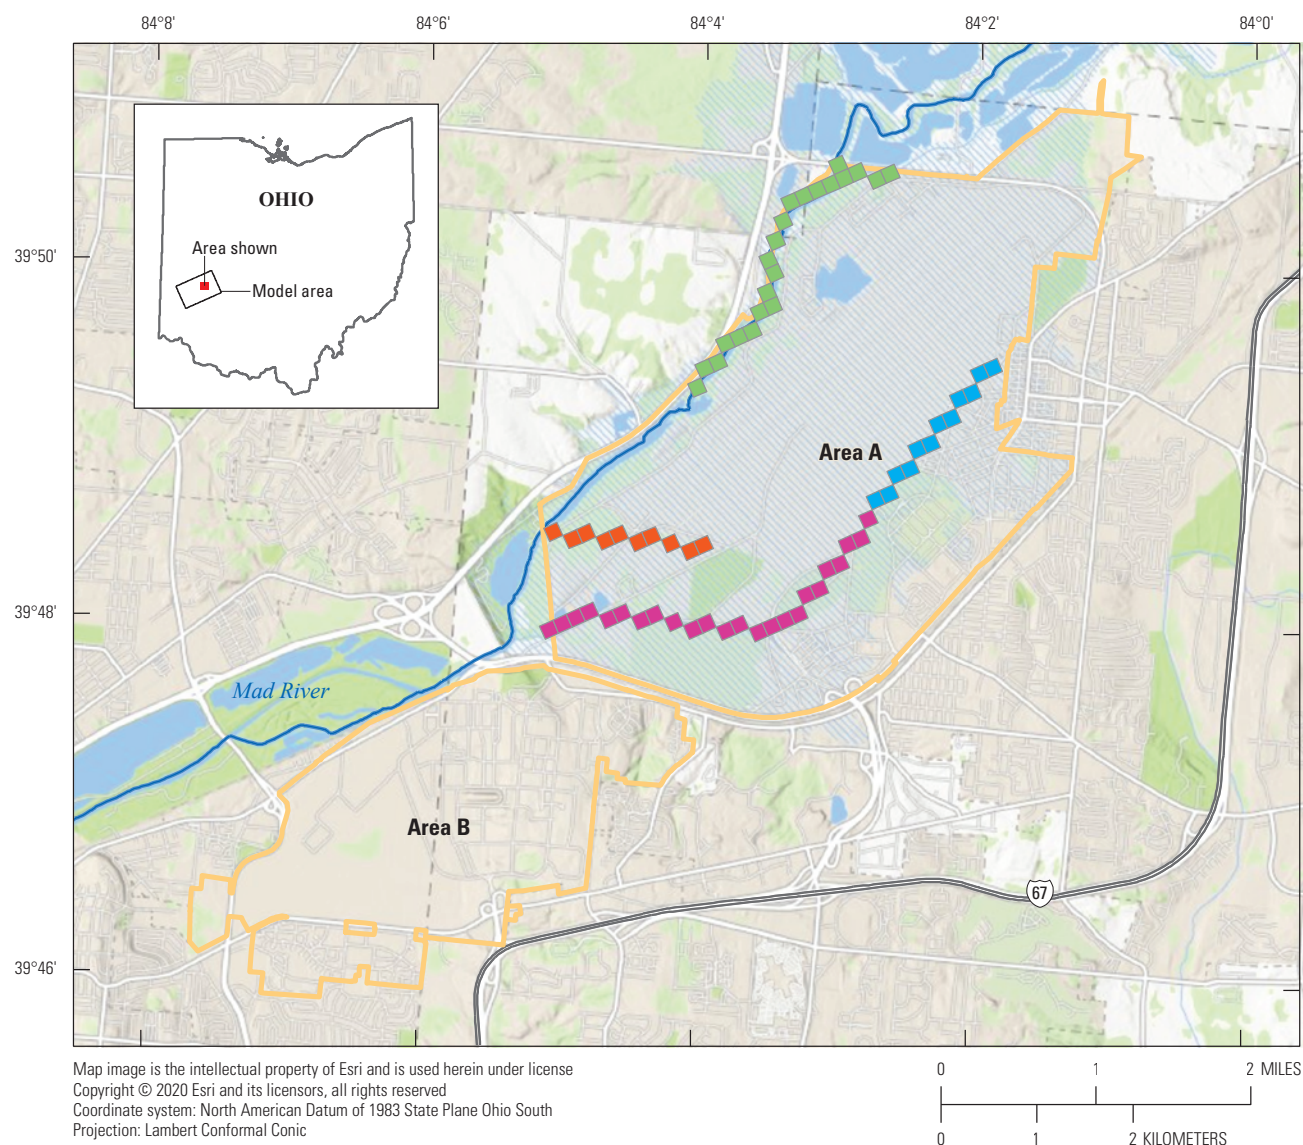 84°8' 84°6' 84°4' 84°2' 84°0'
OHIO
Area shown
39°50'
Model area
Area A
39°48'
Mad River
Area B
67
39°46'
Map image is the intellectual property of Esri and is used herein under license
Copyright © 2020 Esri and its licensors, all rights reserved
Coordinate system: North American Datum of 1983 State Plane Ohio South
Projection: Lambert Conformal Conic
0 1 2 MILES
0 1 2 KILOMETERS